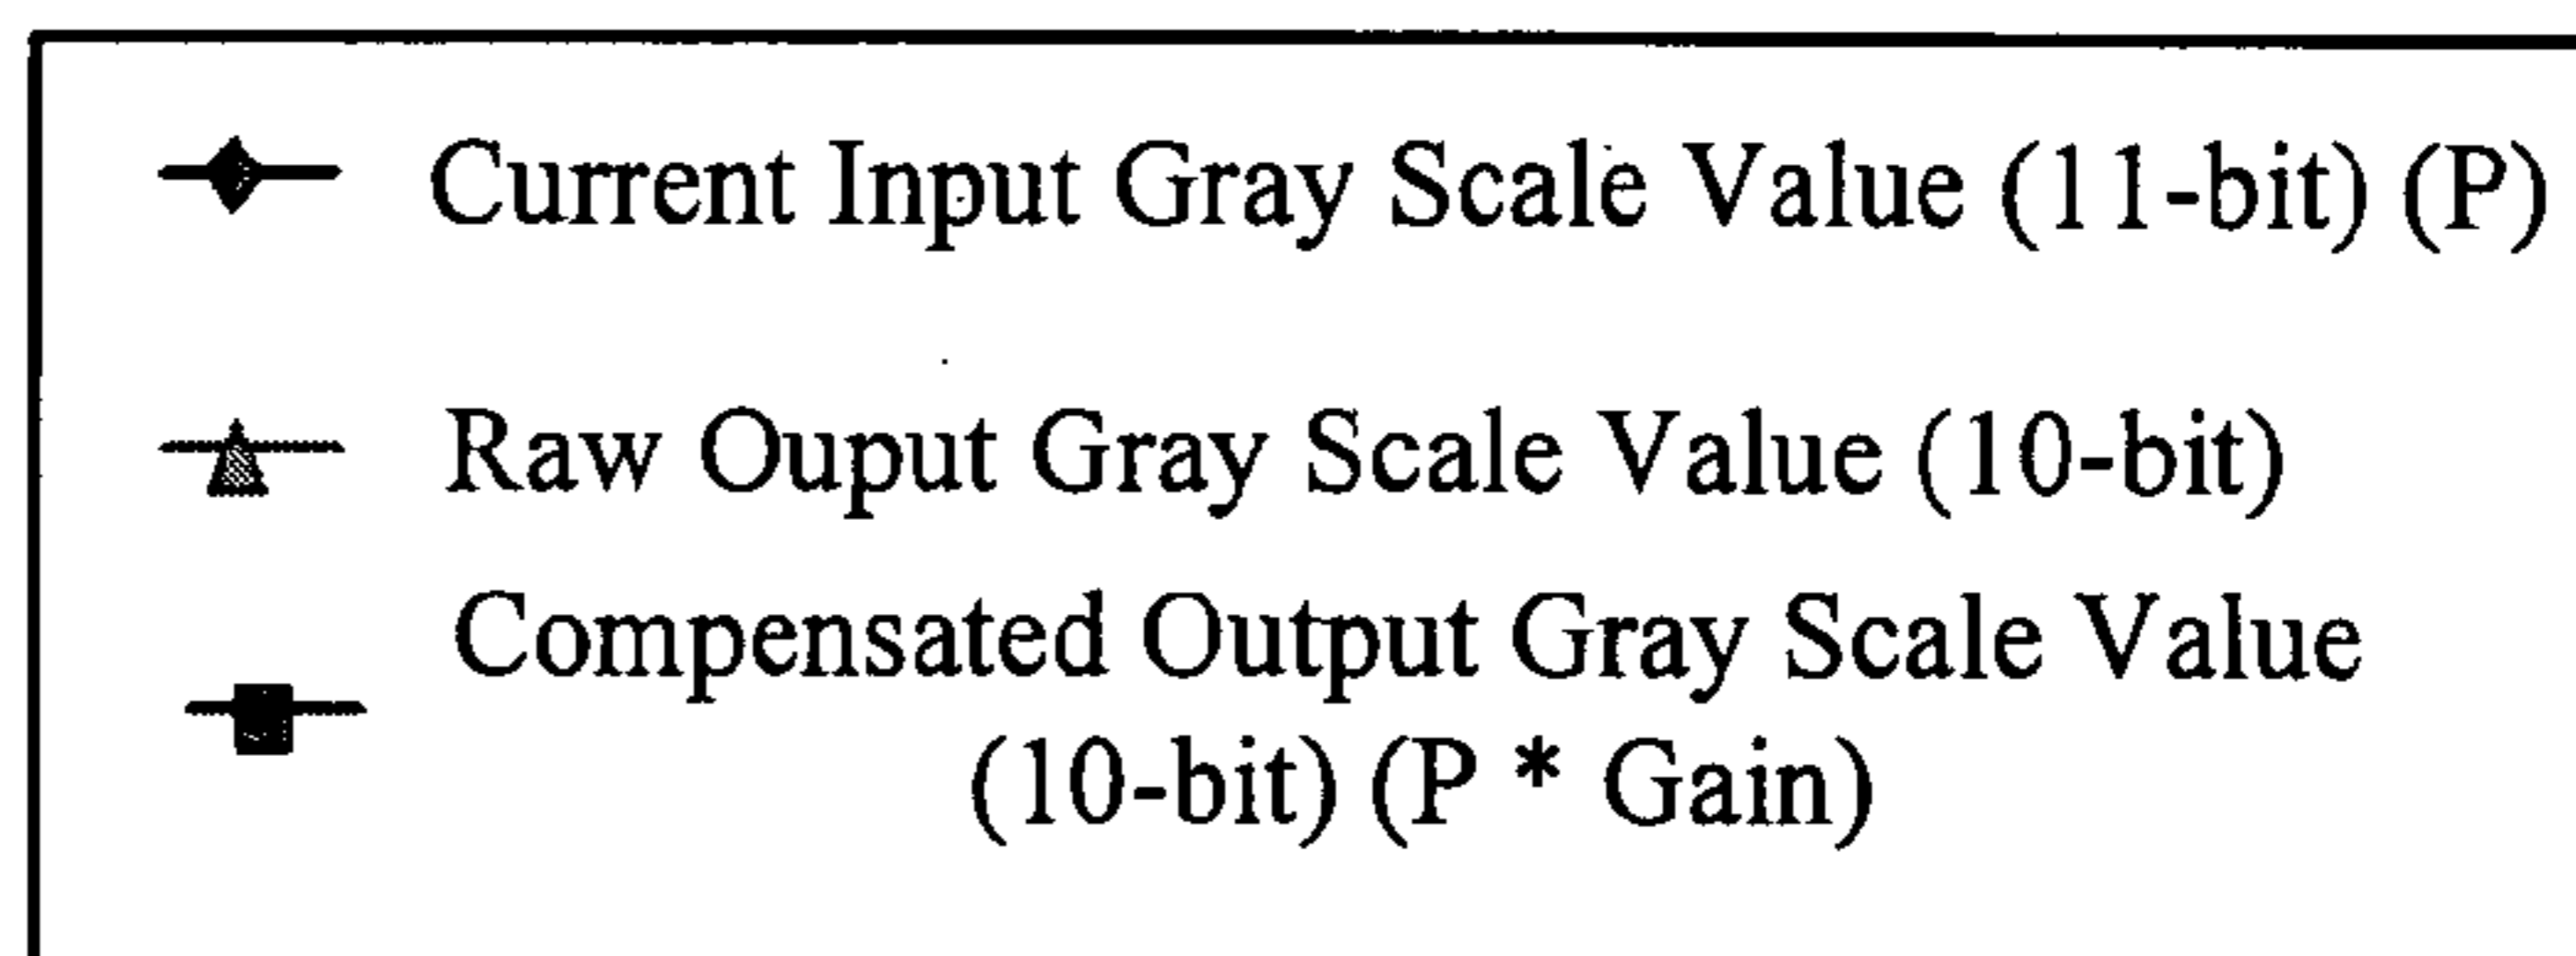 Current Input Gray Scale Value (11-bit) (P)
Raw Ouput Gray Scale Value (10-bit)
Compensated Output Gray Scale Value
(10-bit) (P * Gain)